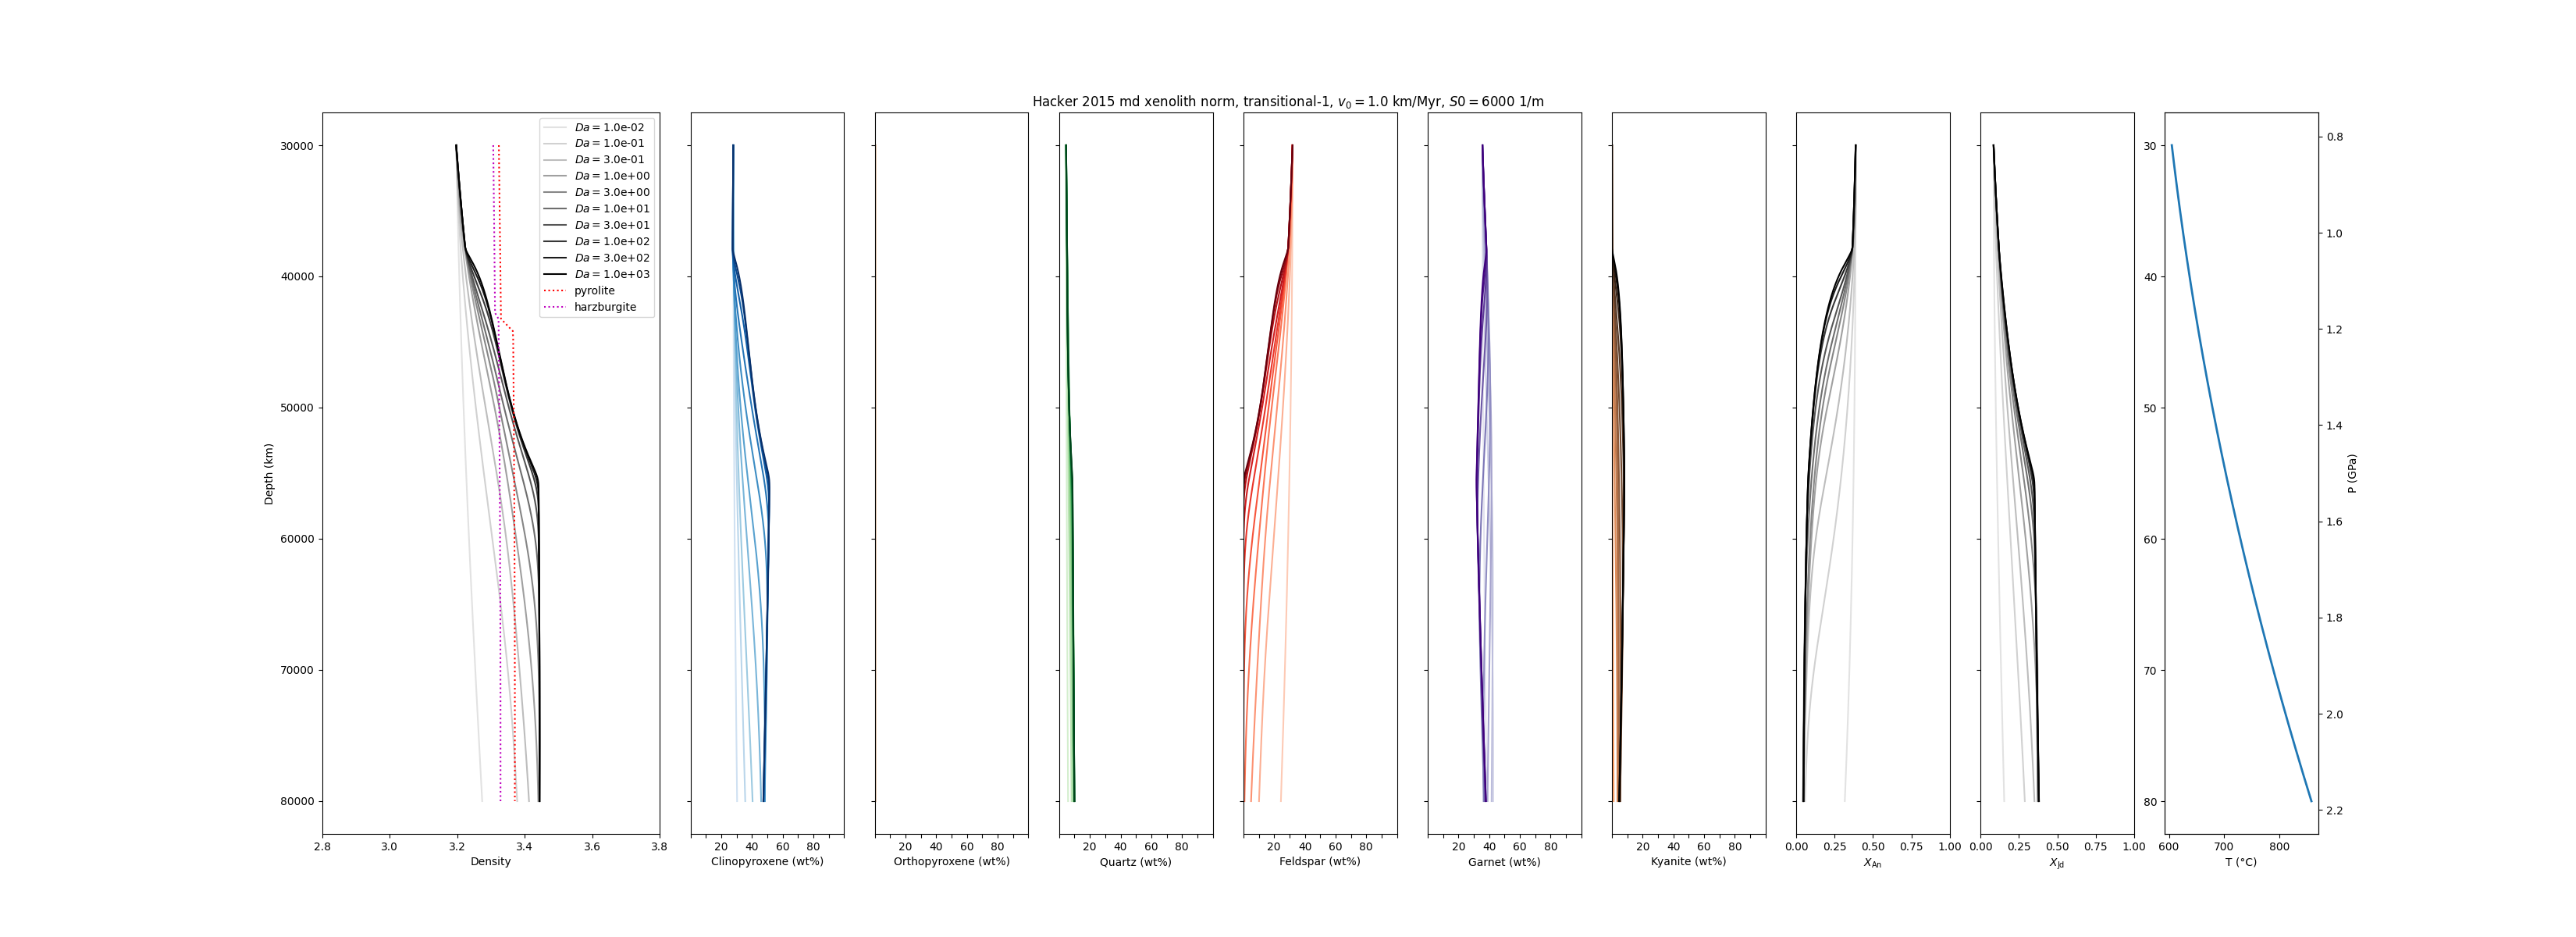 Hacker 2015 md xenolith norm, transitional-1, v₀ = 1.0 km/Myr, S0 = 6000 1/m
Da = 1.0e-02
Da = 1.0e-01
Da = 3.0e-01
Da = 1.0e+00
Da = 3.0e+00
Da = 1.0e+01
Da = 3.0e+01
Da = 1.0e+02
Da = 3.0e+02
Da = 1.0e+03
pyrolite
harzburgite
Depth (km)
30000
40000
50000
60000
70000
80000
2.8 3.0 3.2 3.4 3.6 3.8
Density
20 40 60 80
Clinopyroxene (wt%)
20 40 60 80
Orthopyroxene (wt%)
20 40 60 80
Quartz (wt%)
20 40 60 80
Feldspar (wt%)
20 40 60 80
Garnet (wt%)
20 40 60 80
Kyanite (wt%)
0.00 0.25 0.50 0.75 1.00
X_An
0.00 0.25 0.50 0.75 1.00
X_Jd
30
40
50
60
70
80
600 700 800
T (°C)
0.8
1.0
1.2
1.4
1.6
1.8
2.0
2.2
P (GPa)